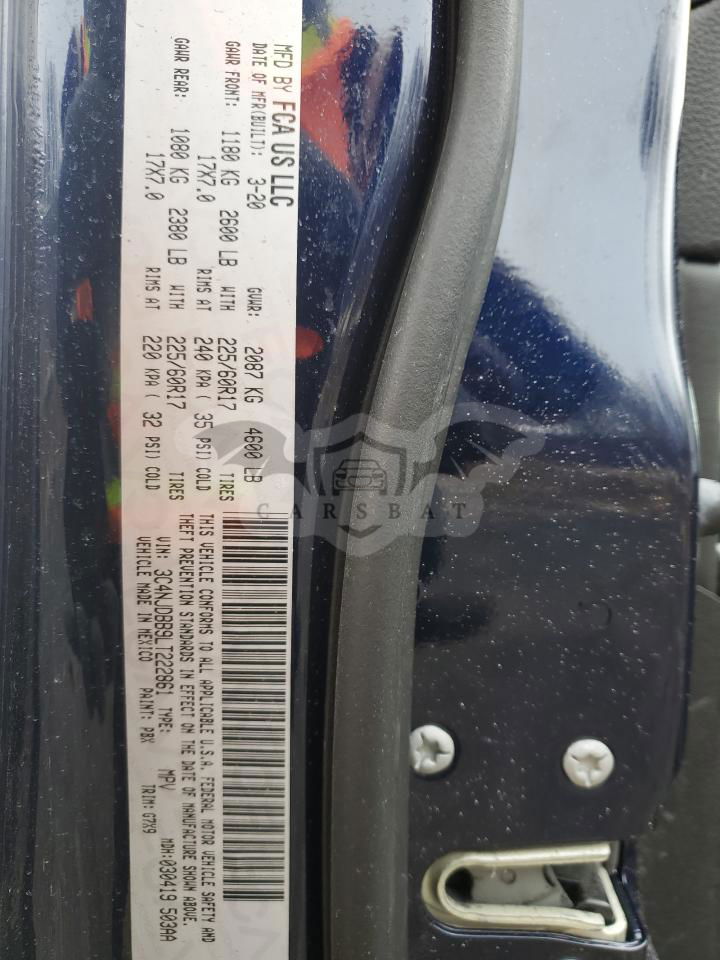 MFD BY FCA US LLC
DATE OF MFR(BUILT): 3-20 GVWR: 2087 KG 4600 LB
GAWR FRONT: 1180 KG 2600 LB WITH 225/60R17 TIRES
17X7.0 RIMS AT 240 KPA ( 35 PSI) COLD
GAWR REAR: 1080 KG 2380 LB WITH 225/60R17 TIRES
17X7.0 RIMS AT 220 KPA ( 32 PSI) COLD
THIS VEHICLE CONFORMS TO ALL APPLICABLE U.S.A. FEDERAL MOTOR VEHICLE SAFETY AND
THEFT PREVENTION STANDARDS IN EFFECT ON THE DATE OF MANUFACTURE SHOWN ABOVE.
VIN: 3C4NJDBB9LT222861 TYPE: MPV MDH:030419 503AA
VEHICLE MADE IN MEXICO PAINT: PBX TRIM: G7X9
CARSBAT